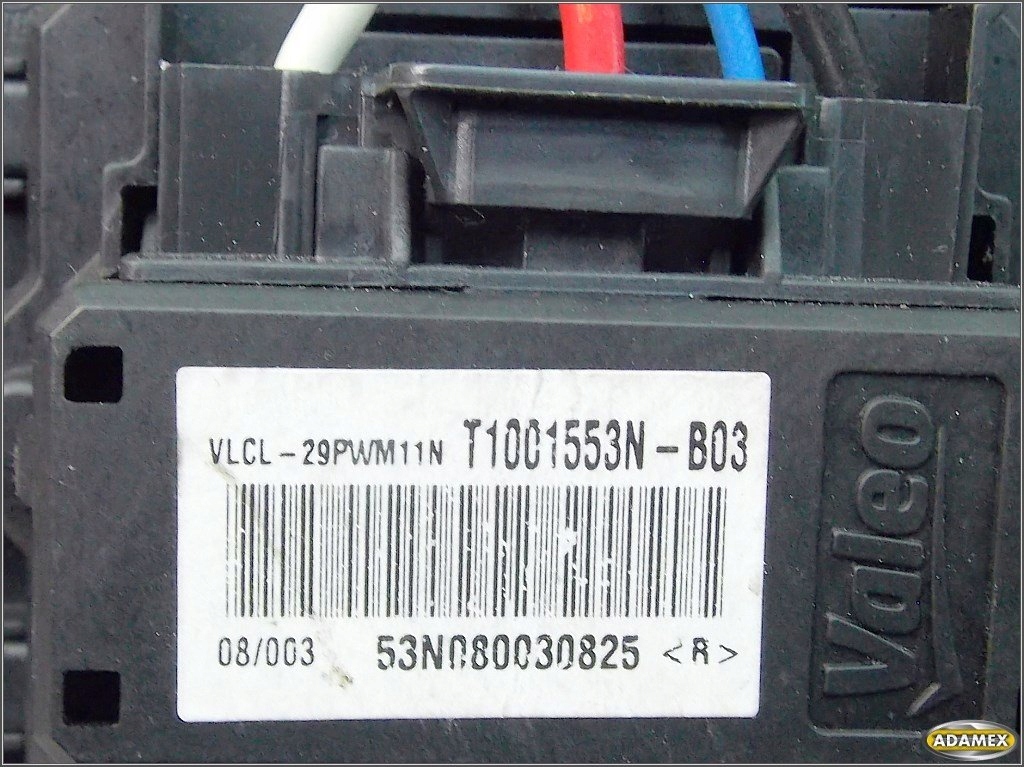 VLCL-29PWM11N T1001553N-B03
08/003 53N080030825 <R>
Valeo
ADAMEX